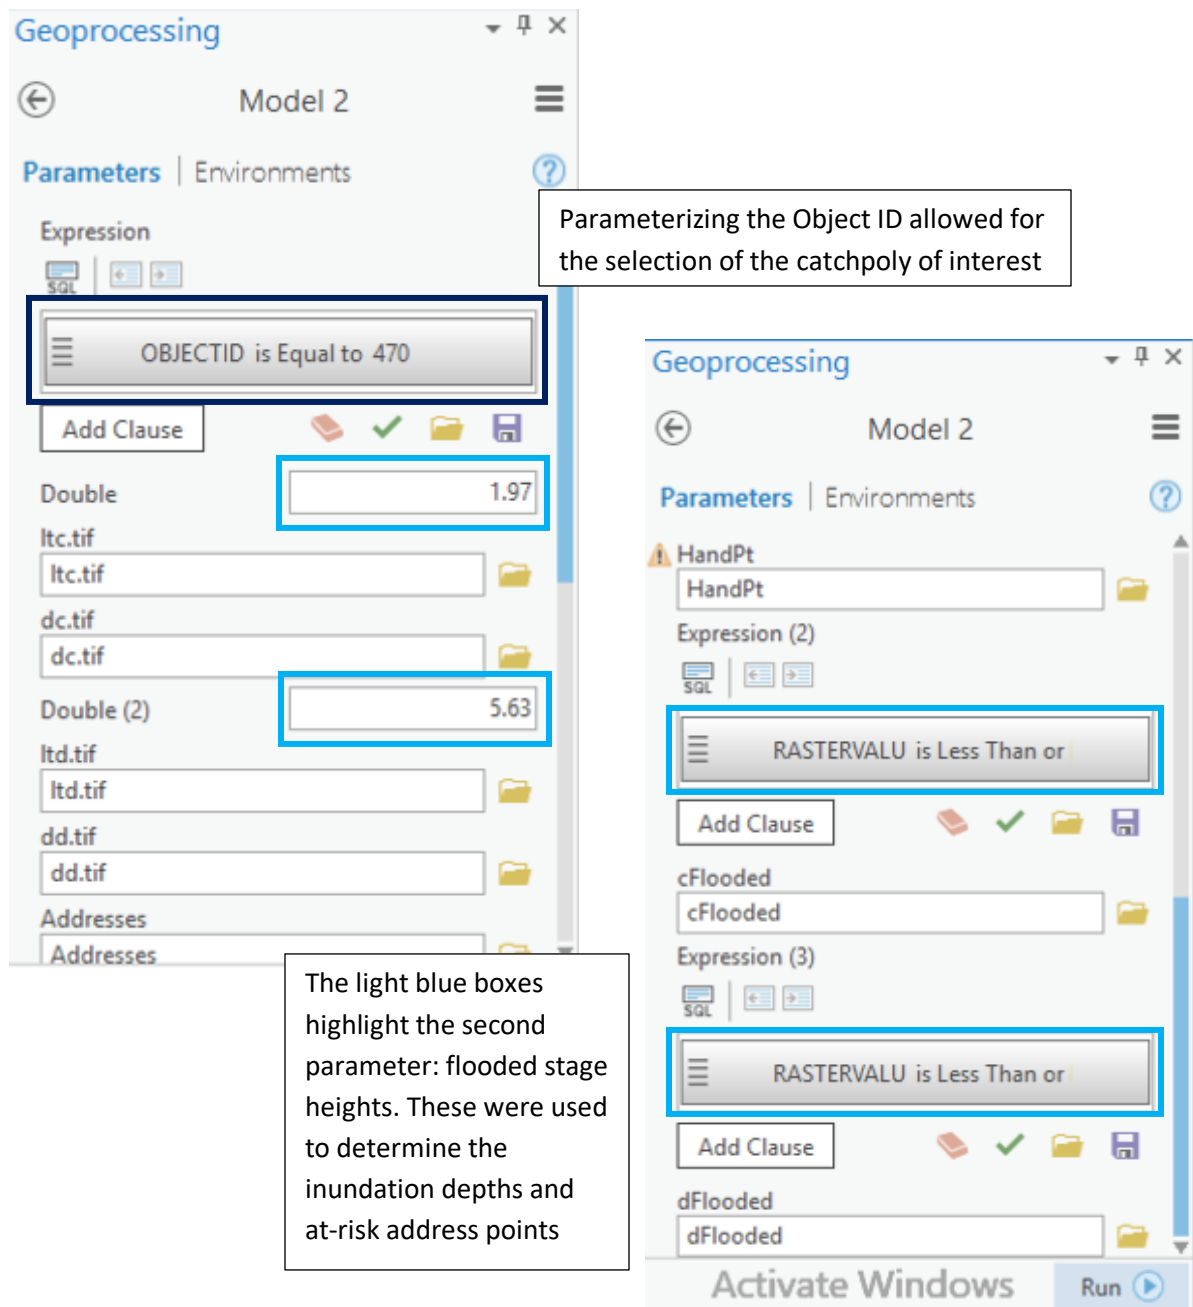 Geoprocessing
Model 2
Parameters | Environments
?
Expression
SQL
OBJECTID is Equal to 470
Add Clause
Double 1.97
ltc.tif
ltc.tif
dc.tif
dc.tif
Double (2) 5.63
ltd.tif
ltd.tif
dd.tif
dd.tif
Addresses
Addresses
Parameterizing the Object ID allowed for
the selection of the catchpoly of interest
The light blue boxes
highlight the second
parameter: flooded stage
heights. These were used
to determine the
inundation depths and
at-risk address points
Geoprocessing
Model 2
Parameters | Environments
?
HandPt
HandPt
Expression (2)
SQL
RASTERVALU is Less Than or
Add Clause
cFlooded
cFlooded
Expression (3)
SQL
RASTERVALU is Less Than or
Add Clause
dFlooded
dFlooded
Activate Windows
Run